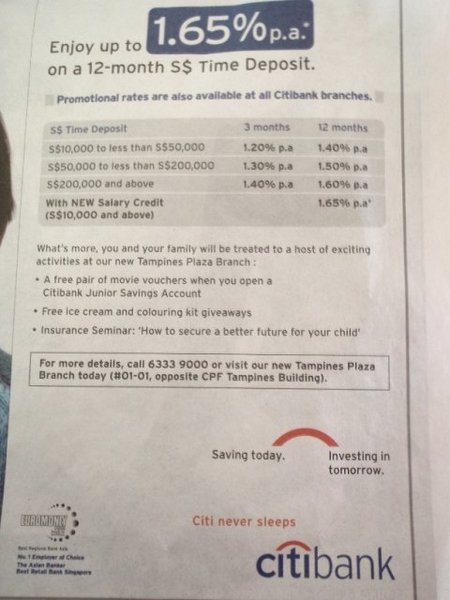 Enjoy up to 1.65% p.a.*
on a 12-month S$ Time Deposit.
Promotional rates are also available at all Citibank branches.
S$ Time Deposit 3 months 12 months
S$10,000 to less than S$50,000 1.20% p.a 1.40% p.a
S$50,000 to less than S$200,000 1.30% p.a 1.50% p.a
S$200,000 and above 1.40% p.a 1.60% p.a
With NEW Salary Credit 1.65% p.a*
(S$10,000 and above)
What's more, you and your family will be treated to a host of exciting
activities at our new Tampines Plaza Branch :
• A free pair of movie vouchers when you open a
Citibank Junior Savings Account
• Free ice cream and colouring kit giveaways
• Insurance Seminar: 'How to secure a better future for your child'
For more details, call 6333 9000 or visit our new Tampines Plaza
Branch today (#01-01, opposite CPF Tampines Building).
Saving today. Investing in
tomorrow.
EUROMONEY
Best Regional Bank Asia
No. 1 Employer of Choice
The Asian Banker
Best Retail Bank Singapore
Citi never sleeps
citibank